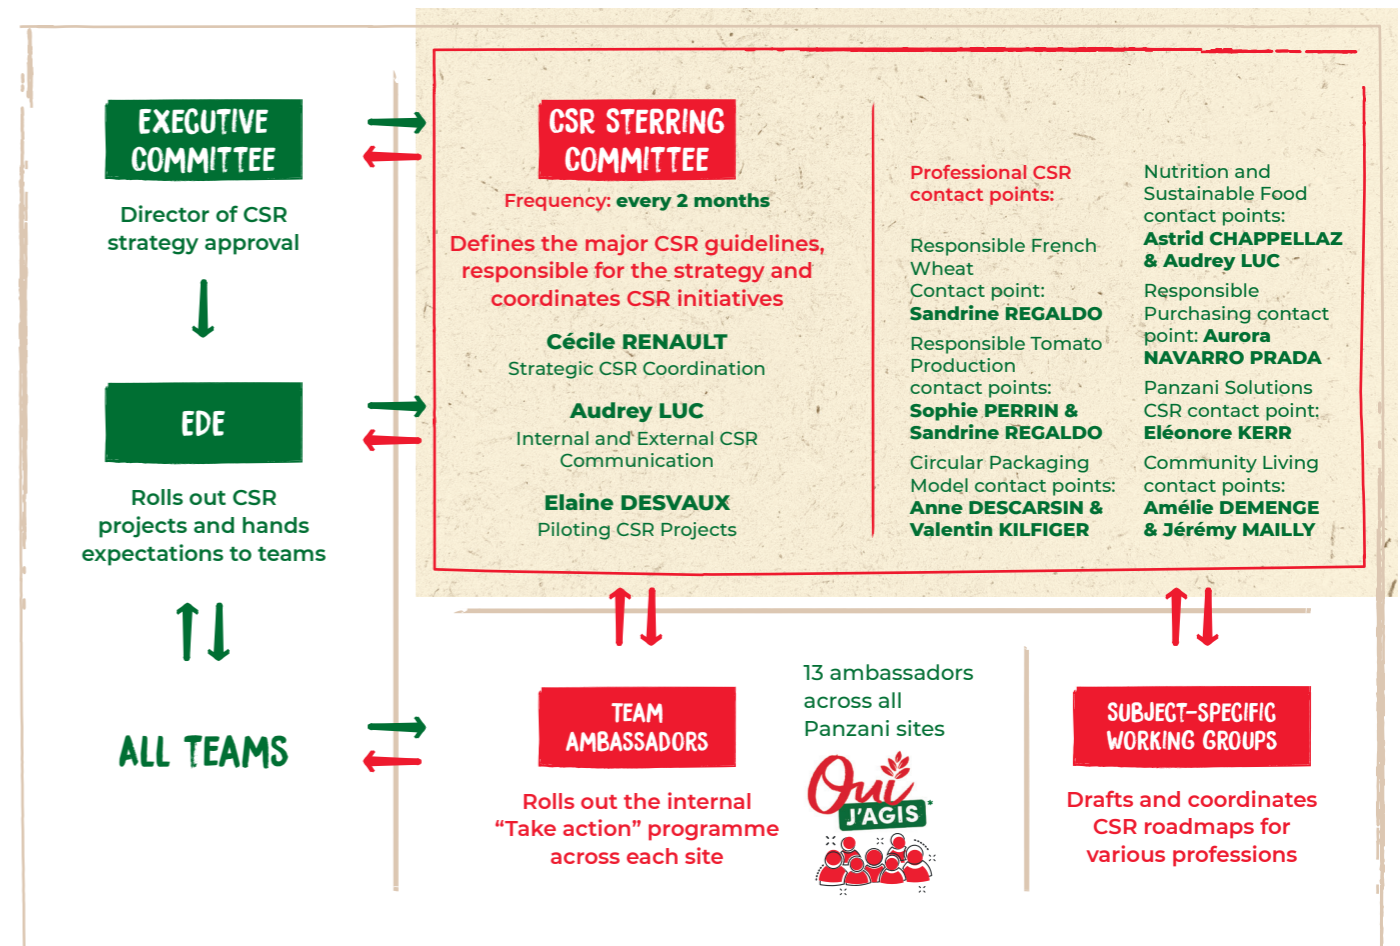 EXECUTIVE
COMMITTEE
Director of CSR
strategy approval
EDE
Rolls out CSR
projects and hands
expectations to teams
ALL TEAMS
CSR STERRING
COMMITTEE
Frequency: every 2 months
Defines the major CSR guidelines,
responsible for the strategy and
coordinates CSR initiatives
Cécile RENAULT
Strategic CSR Coordination
Audrey LUC
Internal and External CSR
Communication
Elaine DESVAUX
Piloting CSR Projects
Professional CSR
contact points:
Responsible French
Wheat
Contact point:
Sandrine REGALDO
Responsible Tomato
Production
contact points:
Sophie PERRIN &
Sandrine REGALDO
Circular Packaging
Model contact points:
Anne DESCARSIN &
Valentin KILFIGER
Nutrition and
Sustainable Food
contact points:
Astrid CHAPPELLAZ
& Audrey LUC
Responsible
Purchasing contact
point: Aurora
NAVARRO PRADA
Panzani Solutions
CSR contact point:
Eléonore KERR
Community Living
contact points:
Amélie DEMENGE
& Jérémy MAILLY
TEAM
AMBASSADORS
Rolls out the internal
“Take action” programme
across each site
13 ambassadors
across all
Panzani sites
Oui
J'AGIS*
SUBJECT-SPECIFIC
WORKING GROUPS
Drafts and coordinates
CSR roadmaps for
various professions